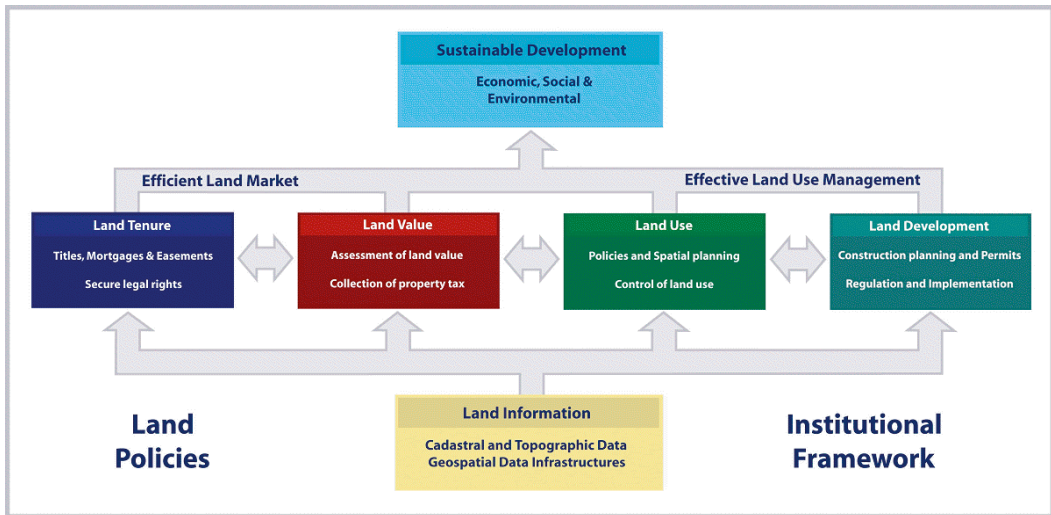 Sustainable Development
Economic, Social &
Environmental
Efficient Land Market
Effective Land Use Management
Land Tenure
Titles, Mortgages & Easements
Secure legal rights
Land Value
Assessment of land value
Collection of property tax
Land Use
Policies and Spatial planning
Control of land use
Land Development
Construction planning and Permits
Regulation and Implementation
Land
Policies
Land Information
Cadastral and Topographic Data
Geospatial Data Infrastructures
Institutional
Framework